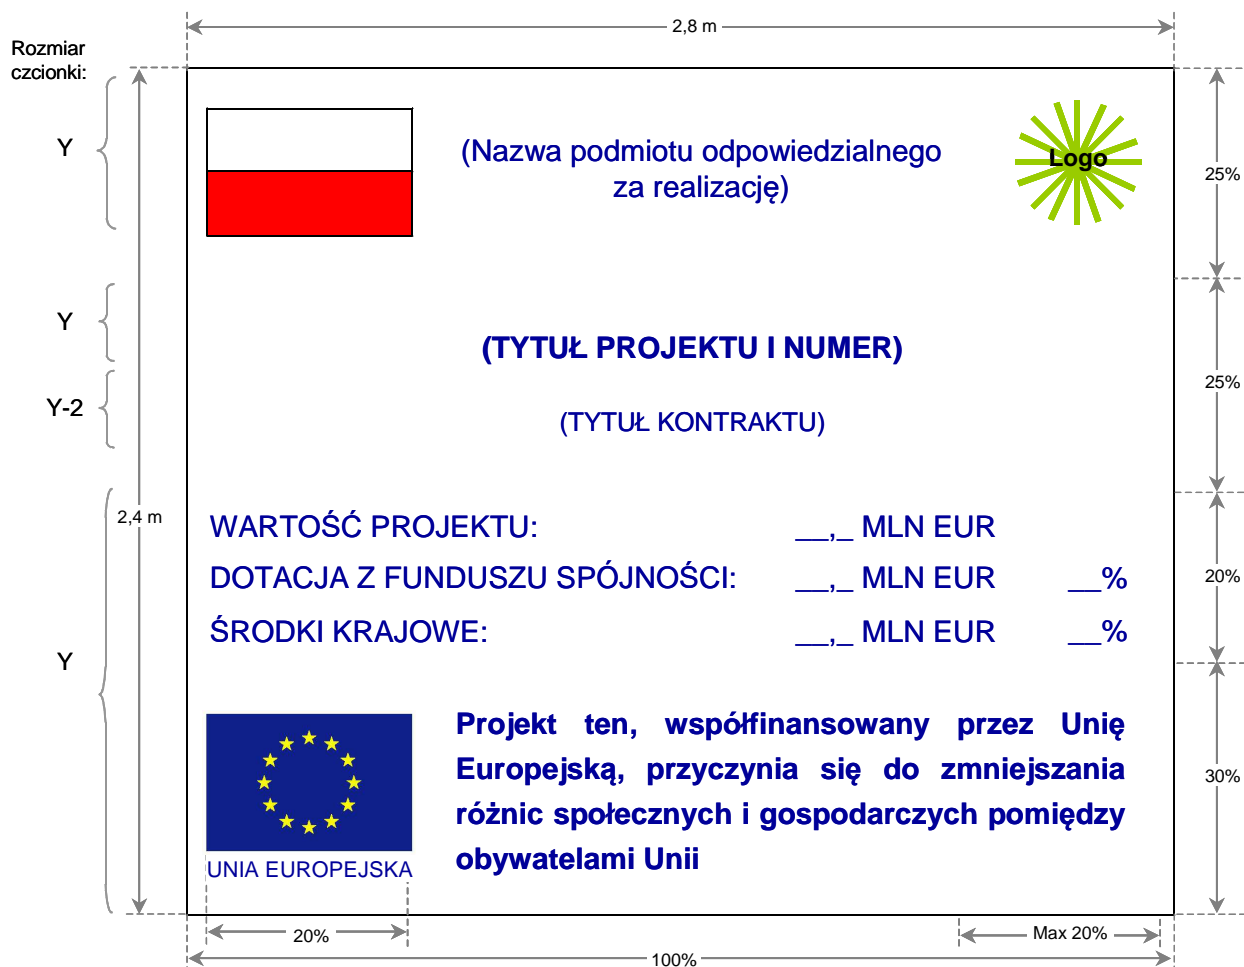 2,8 m
Rozmiar
czcionki:
Y
(Nazwa podmiotu odpowiedzialnego
za realizację)
Logo
25%
Y
(TYTUŁ PROJEKTU I NUMER)
25%
Y-2
(TYTUŁ KONTRAKTU)
2,4 m
WARTOŚĆ PROJEKTU: __,_ MLN EUR
DOTACJA Z FUNDUSZU SPÓJNOŚCI: __,_ MLN EUR __%
20%
ŚRODKI KRAJOWE: __,_ MLN EUR __%
Y
Projekt ten, współfinansowany przez Unię
Europejską, przyczynia się do zmniejszania
różnic społecznych i gospodarczych pomiędzy
obywatelami Unii
30%
UNIA EUROPEJSKA
20%
Max 20%
100%